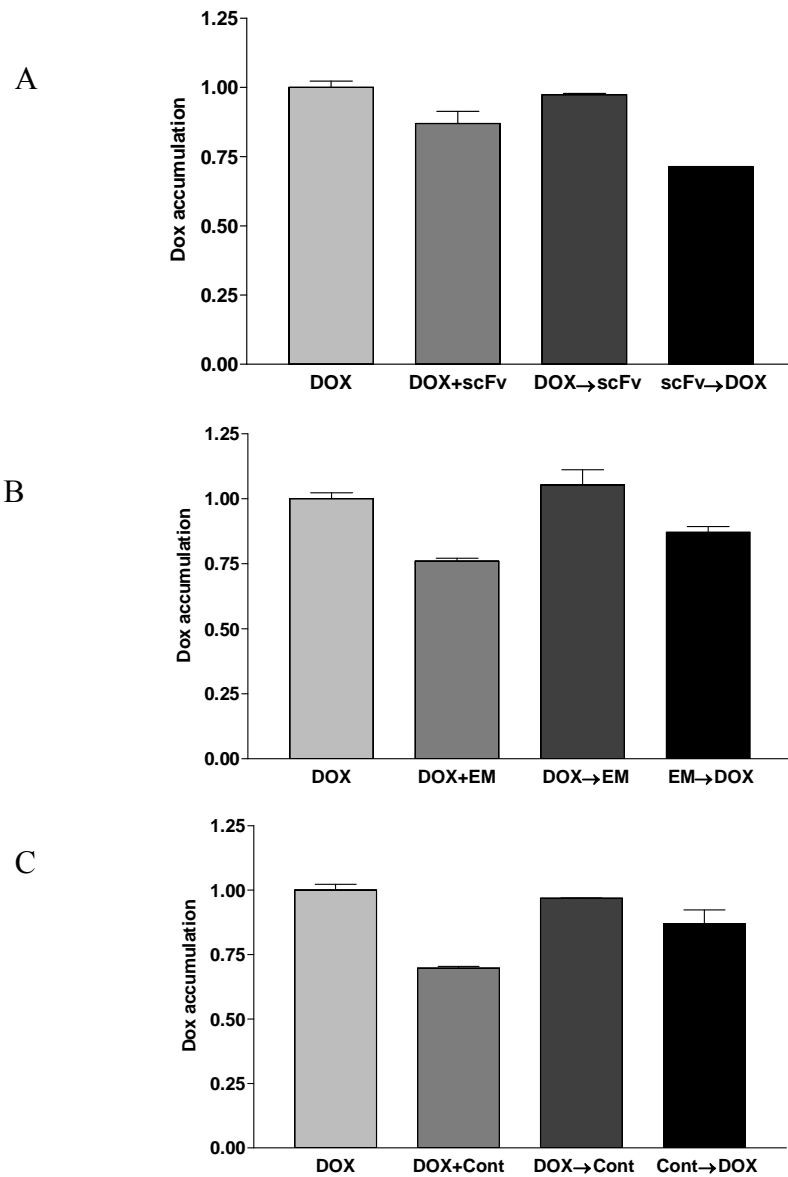 A
Dox accumulation
1.25
1.00
0.75
0.50
0.25
0.00
DOX DOX+scFv DOX→scFv scFv→DOX
B
Dox accumulation
1.25
1.00
0.75
0.50
0.25
0.00
DOX DOX+EM DOX→EM EM→DOX
C
Dox accumulation
1.25
1.00
0.75
0.50
0.25
0.00
DOX DOX+Cont DOX→Cont Cont→DOX